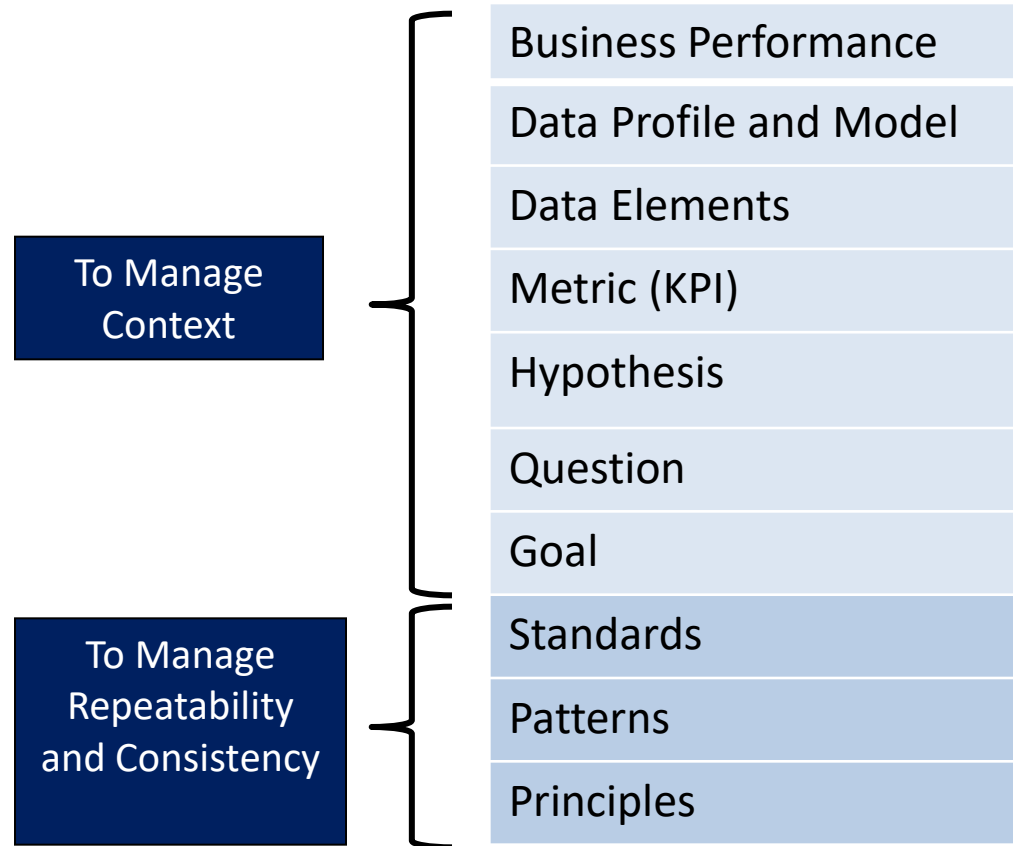 To Manage
Context
Business Performance
Data Profile and Model
Data Elements
Metric (KPI)
Hypothesis
Question
Goal
To Manage
Repeatability
and Consistency
Standards
Patterns
Principles